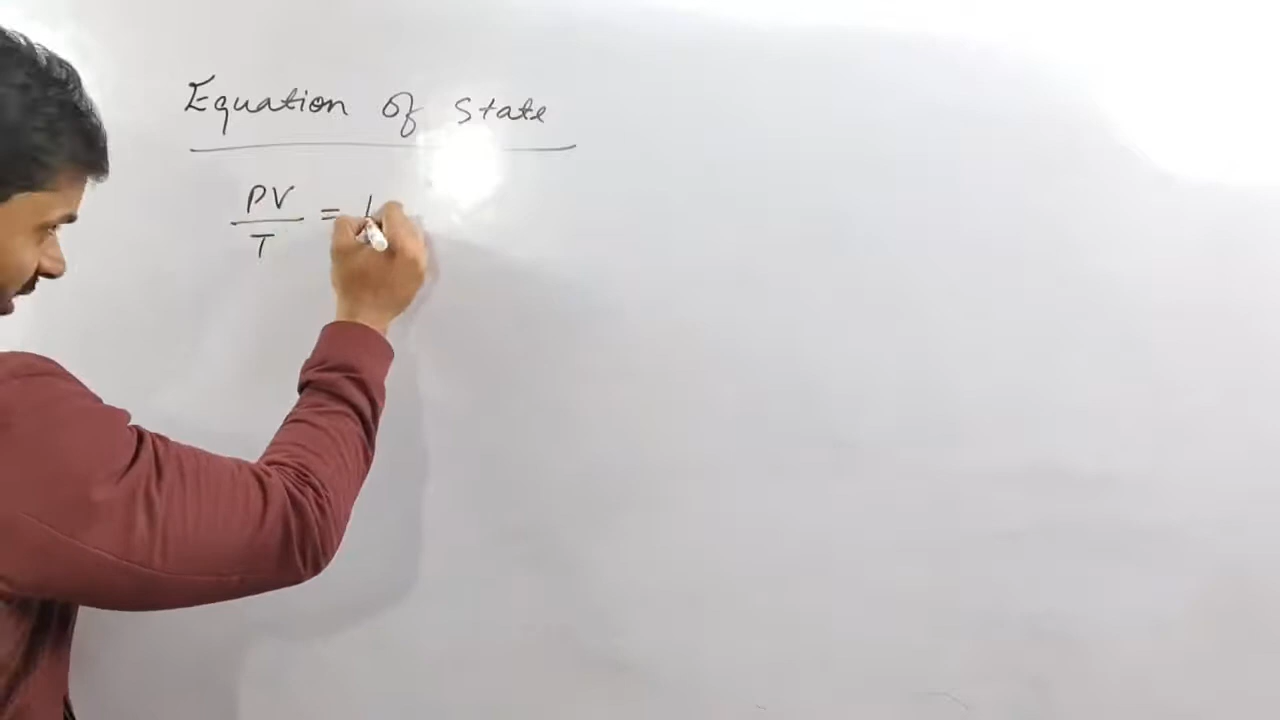 Equation of State
PV
T =